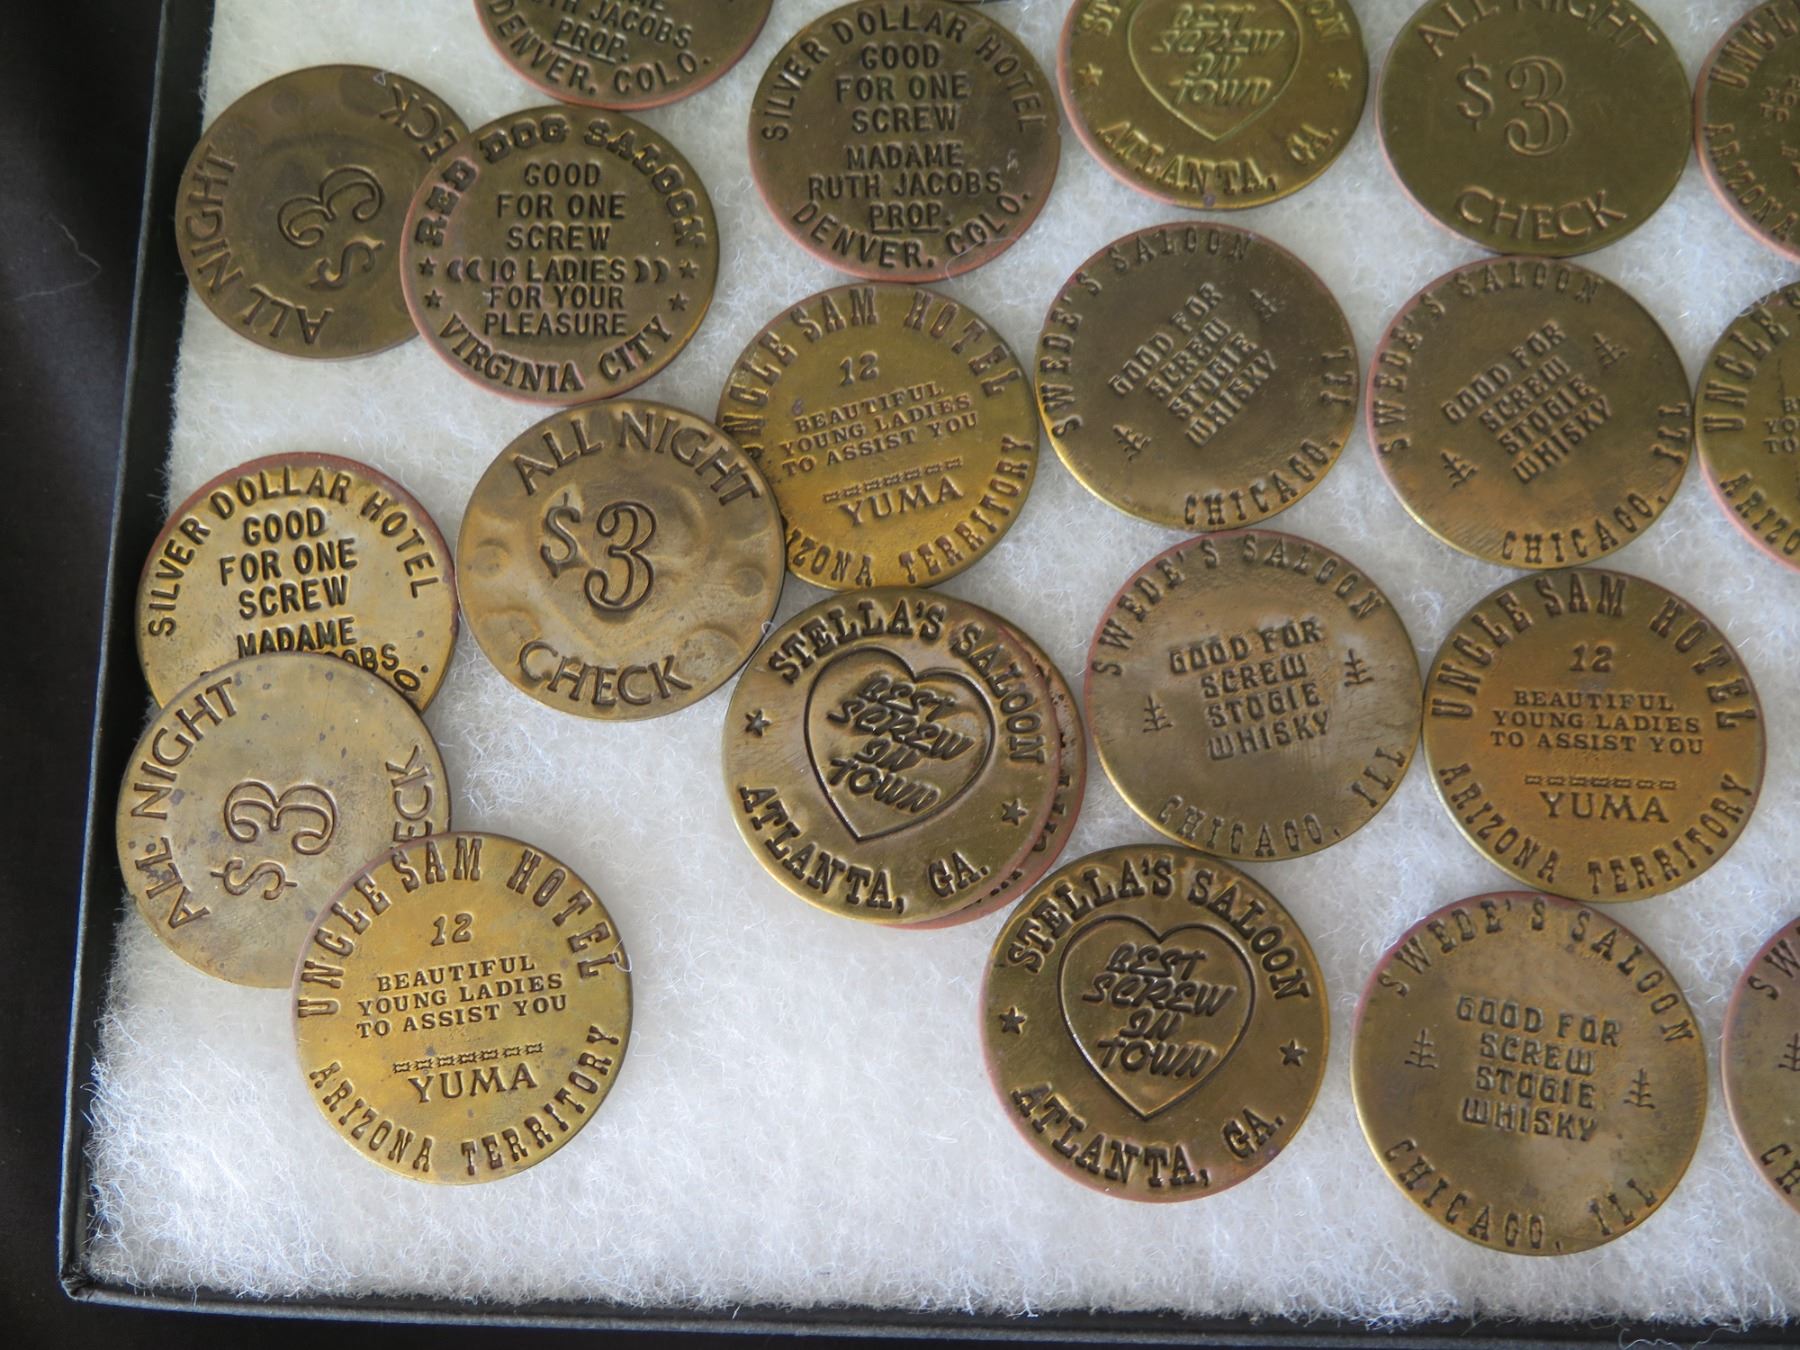 RUTH JACOBS
PROP.
DENVER, COLO.
SILVER DOLLAR HOTEL
GOOD
FOR ONE
SCREW
MADAME
RUTH JACOBS
PROP.
DENVER, COLO.
BEST
SCREW
IN
TOWN
ATLANTA, GA.
ALL NIGHT
$3
CHECK
ALL NIGHT
$3
ECK
RED DOG SALOON
GOOD
FOR ONE
SCREW
10 LADIES
FOR YOUR
PLEASURE
VIRGINIA CITY
UNCLE SAM HOTEL
12
BEAUTIFUL
YOUNG LADIES
TO ASSIST YOU
YUMA
ARIZONA TERRITORY
SWEDE'S SALOON
GOOD FOR
SCREW
STOGIE
WHISKY
CHICAGO, ILL
SWEDE'S SALOON
GOOD FOR
SCREW
STOGIE
WHISKY
CHICAGO, ILL
UNCLE
ARIZO
SILVER DOLLAR HOTEL
GOOD
FOR ONE
SCREW
MADAME
OBS
O.
ALL NIGHT
$3
CHECK
STELLA'S SALOON
BEST
SCREW
IN
TOWN
ATLANTA, GA.
SWEDE'S SALOON
GOOD FOR
SCREW
STOGIE
WHISKY
CHICAGO, ILL
UNCLE SAM HOTEL
12
BEAUTIFUL
YOUNG LADIES
TO ASSIST YOU
YUMA
ARIZONA TERRITORY
ALL NIGHT
$3
ECK
UNCLE SAM HOTEL
12
BEAUTIFUL
YOUNG LADIES
TO ASSIST YOU
YUMA
ARIZONA TERRITORY
STELLA'S SALOON
BEST
SCREW
IN
TOWN
ATLANTA, GA.
SWEDE'S SALOON
GOOD FOR
SCREW
STOGIE
WHISKY
CHICAGO, ILL